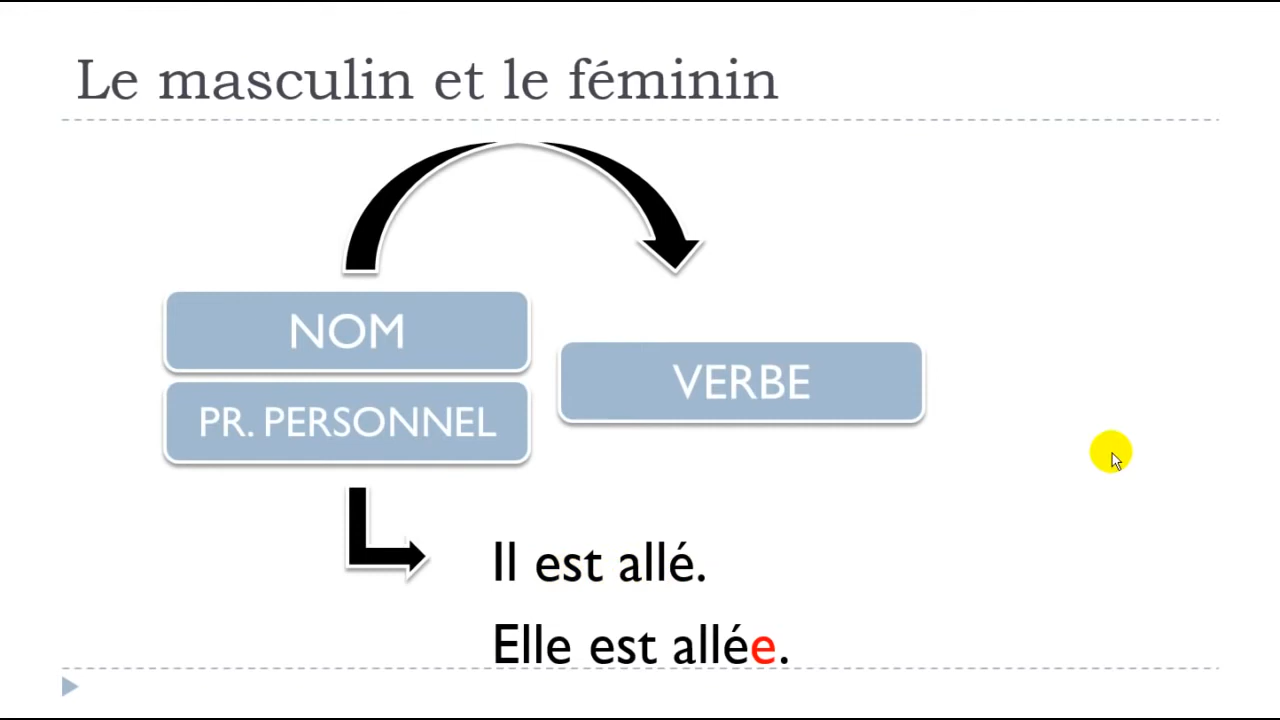 Le masculin et le féminin
NOM
PR. PERSONNEL
VERBE
Il est allé.
Elle est allée.